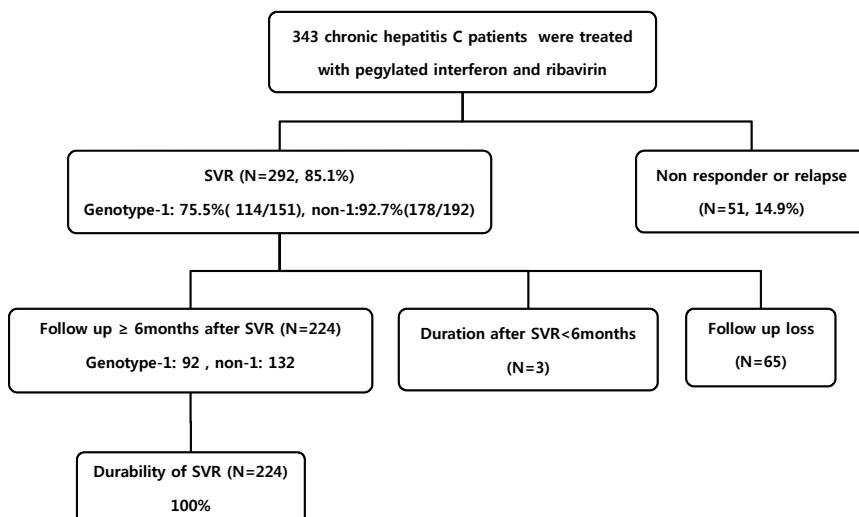 343 chronic hepatitis C patients were treated
with pegylated interferon and ribavirin
SVR (N=292, 85.1%)
Genotype-1: 75.5%( 114/151), non-1:92.7%(178/192)
Non responder or relapse
(N=51, 14.9%)
Follow up ≥ 6months after SVR (N=224)
Genotype-1: 92 , non-1: 132
Duration after SVR<6months
(N=3)
Follow up loss
(N=65)
Durability of SVR (N=224)
100%